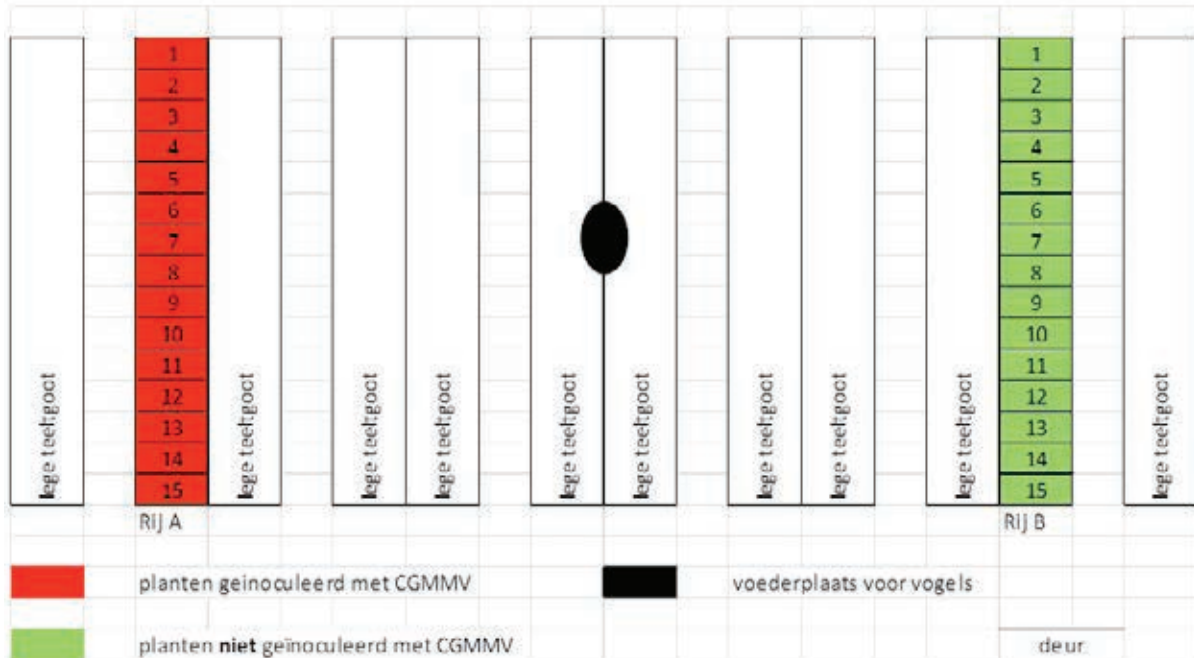 1 1
2 2
3 3
4 4
5 5
6 6
7 7
8 8
9 9
10 10
11 11
12 12
13 13
14 14
15 15
lege teeltgoot
lege teeltgoot
lege teeltgoot
lege teeltgoot
lege teeltgoot
lege teeltgoot
lege teeltgoot
lege teeltgoot
lege teeltgoot
lege teeltgoot
Rij A
Rij B
planten geinoculeerd met CGMMV
voederplaats voor vogels
planten niet geïnoculeerd met CGMMV
deur